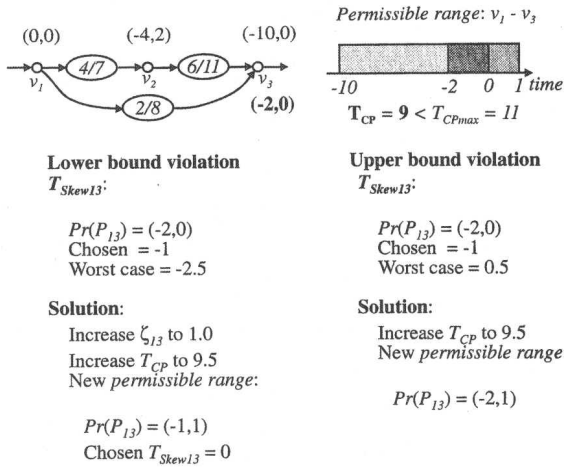 (0,0) (-4,2) (-10,0)
4/7 6/11
v1 v2 v3
2/8 (-2,0)
Permissible range: v1 - v3
-10 -2 0 1 time
TCP = 9 < TCPmax = 11
Lower bound violation
TSkew13:
Pr(P13) = (-2,0)
Chosen = -1
Worst case = -2.5
Solution:
Increase ζ13 to 1.0
Increase TCP to 9.5
New permissible range:
Pr(P13) = (-1,1)
Chosen TSkew13 = 0
Upper bound violation
TSkew13:
Pr(P13) = (-2,0)
Chosen = -1
Worst case = 0.5
Solution:
Increase TCP to 9.5
New permissible range
Pr(P13) = (-2,1)